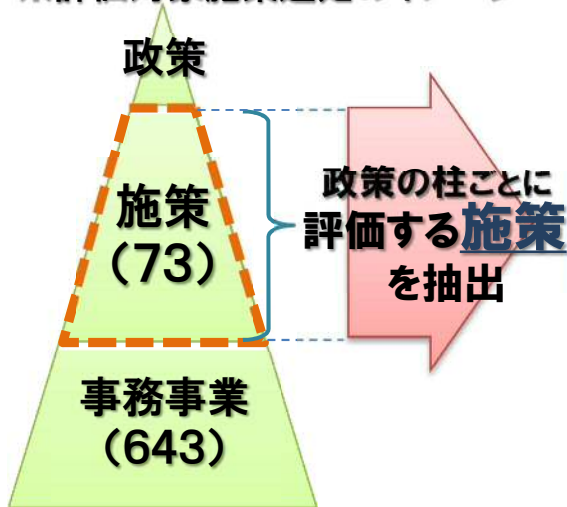 政策
施策
（73）
事務事業
（643）
政策の柱ごとに
評価する施策
を抽出